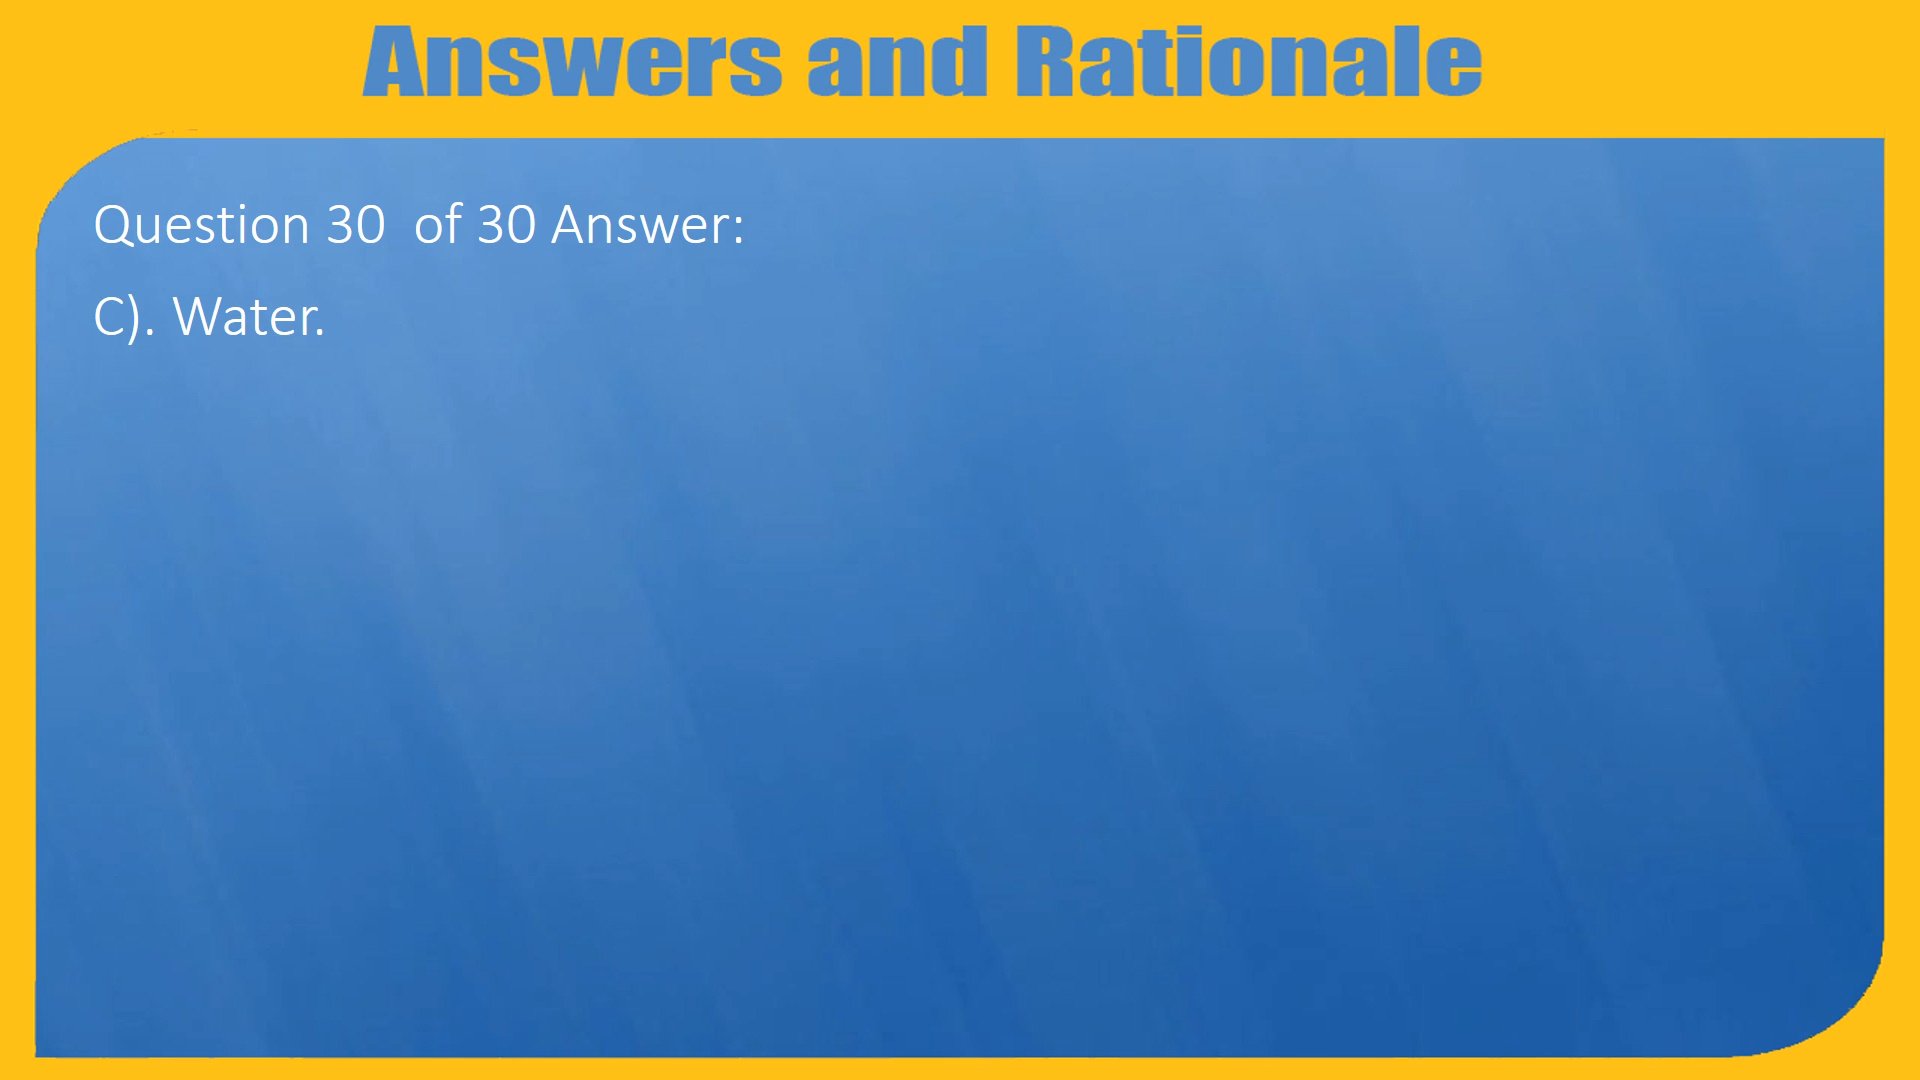 Answers and Rationale
Question 30  of 30 Answer:
C). Water.